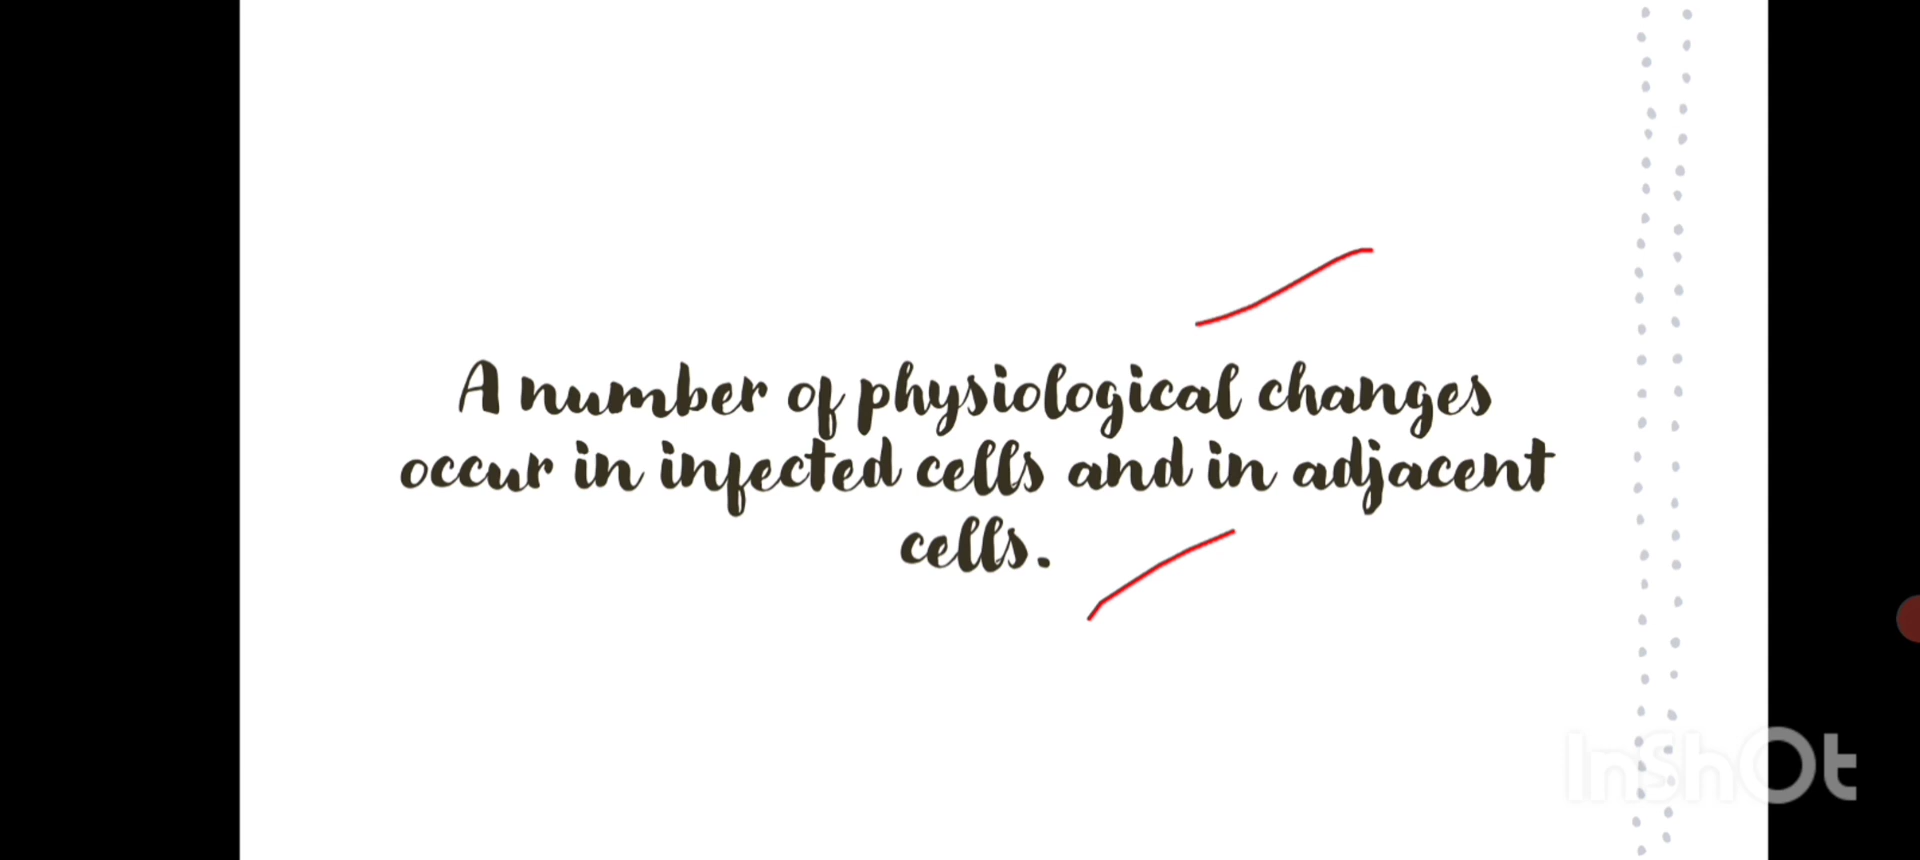 A number of physiological changes
occur in infected cells and in adjacent
cells.
InShOt